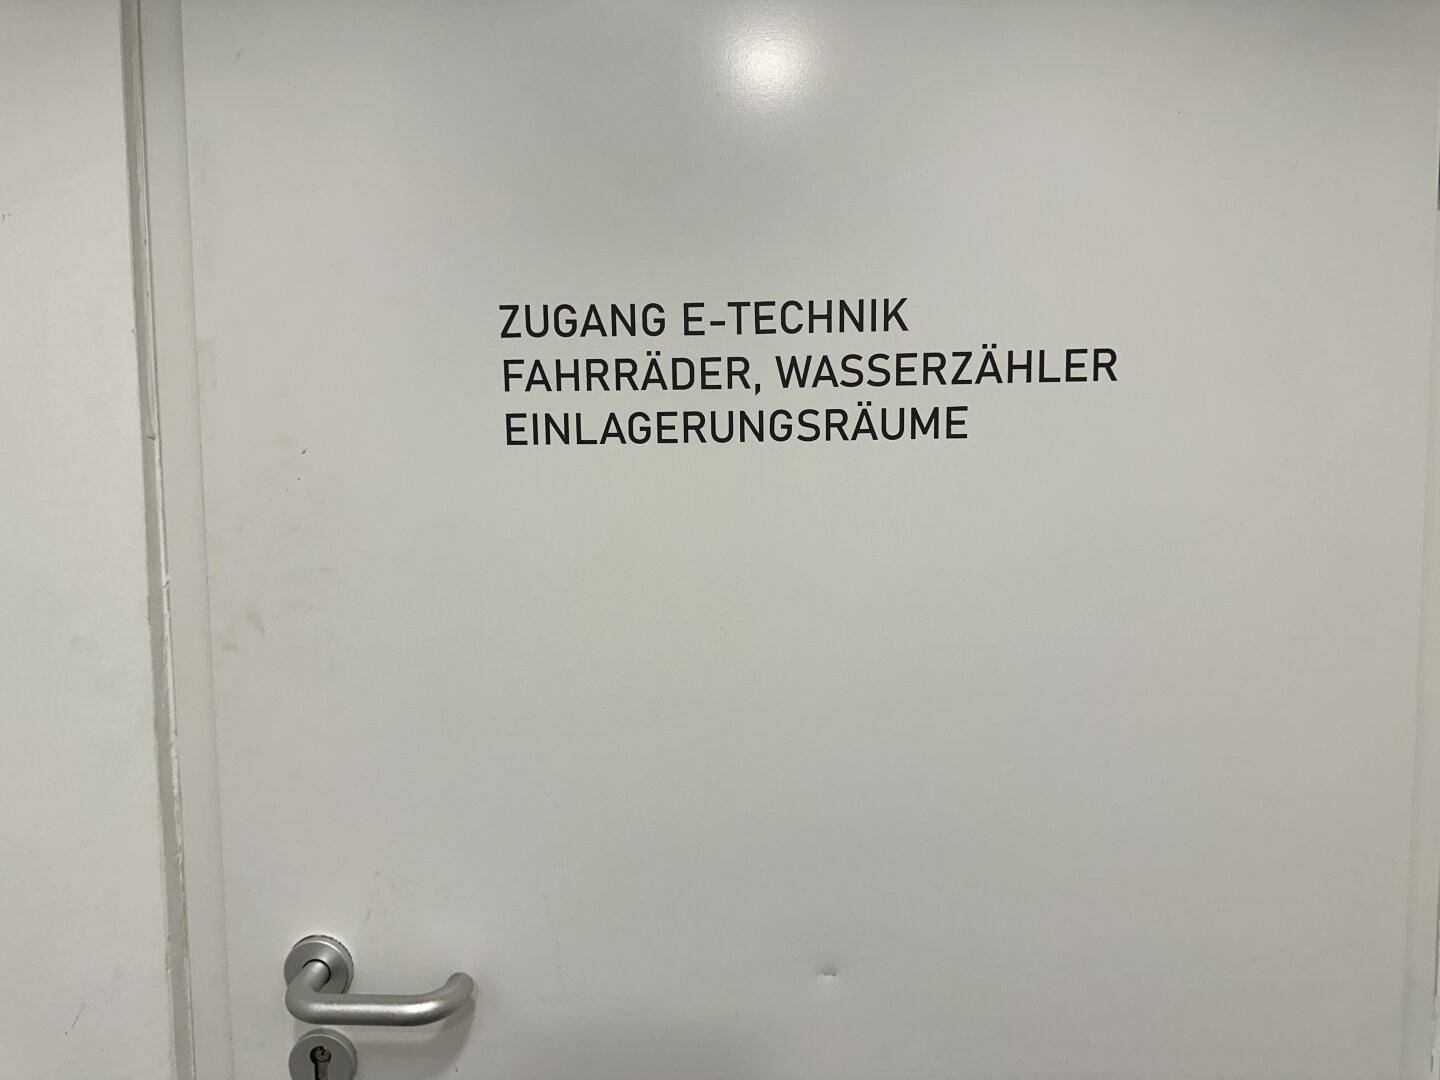 ZUGANG E-TECHNIK
FAHRRÄDER, WASSERZÄHLER
EINLAGERUNGSRÄUME